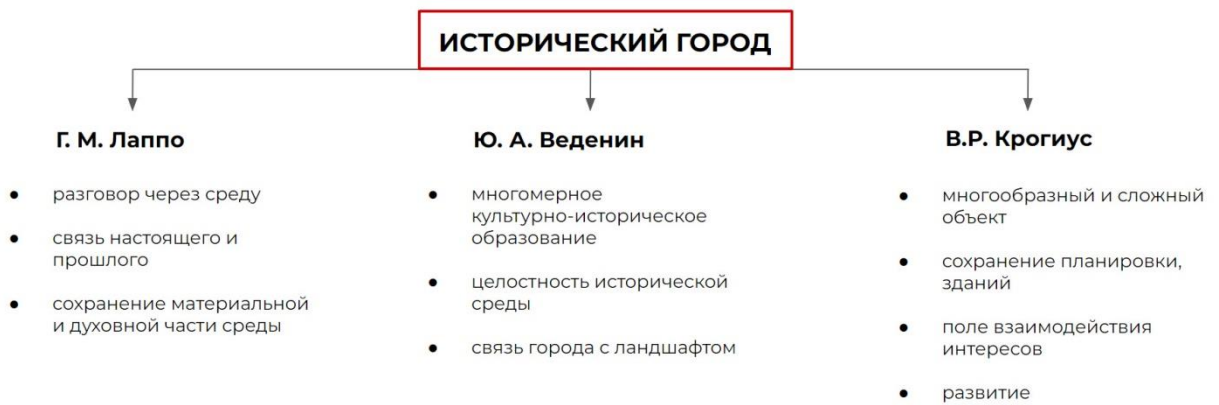 ИСТОРИЧЕСКИЙ ГОРОД
Г. М. Лаппо
● разговор через среду
● связь настоящего и
прошлого
● сохранение материальной
и духовной части среды
Ю. А. Веденин
● многомерное
культурно-историческое
образование
● целостность исторической
среды
● связь города с ландшафтом
В.Р. Крогиус
● многообразный и сложный
объект
● сохранение планировки,
зданий
● поле взаимодействия
интересов
● развитие